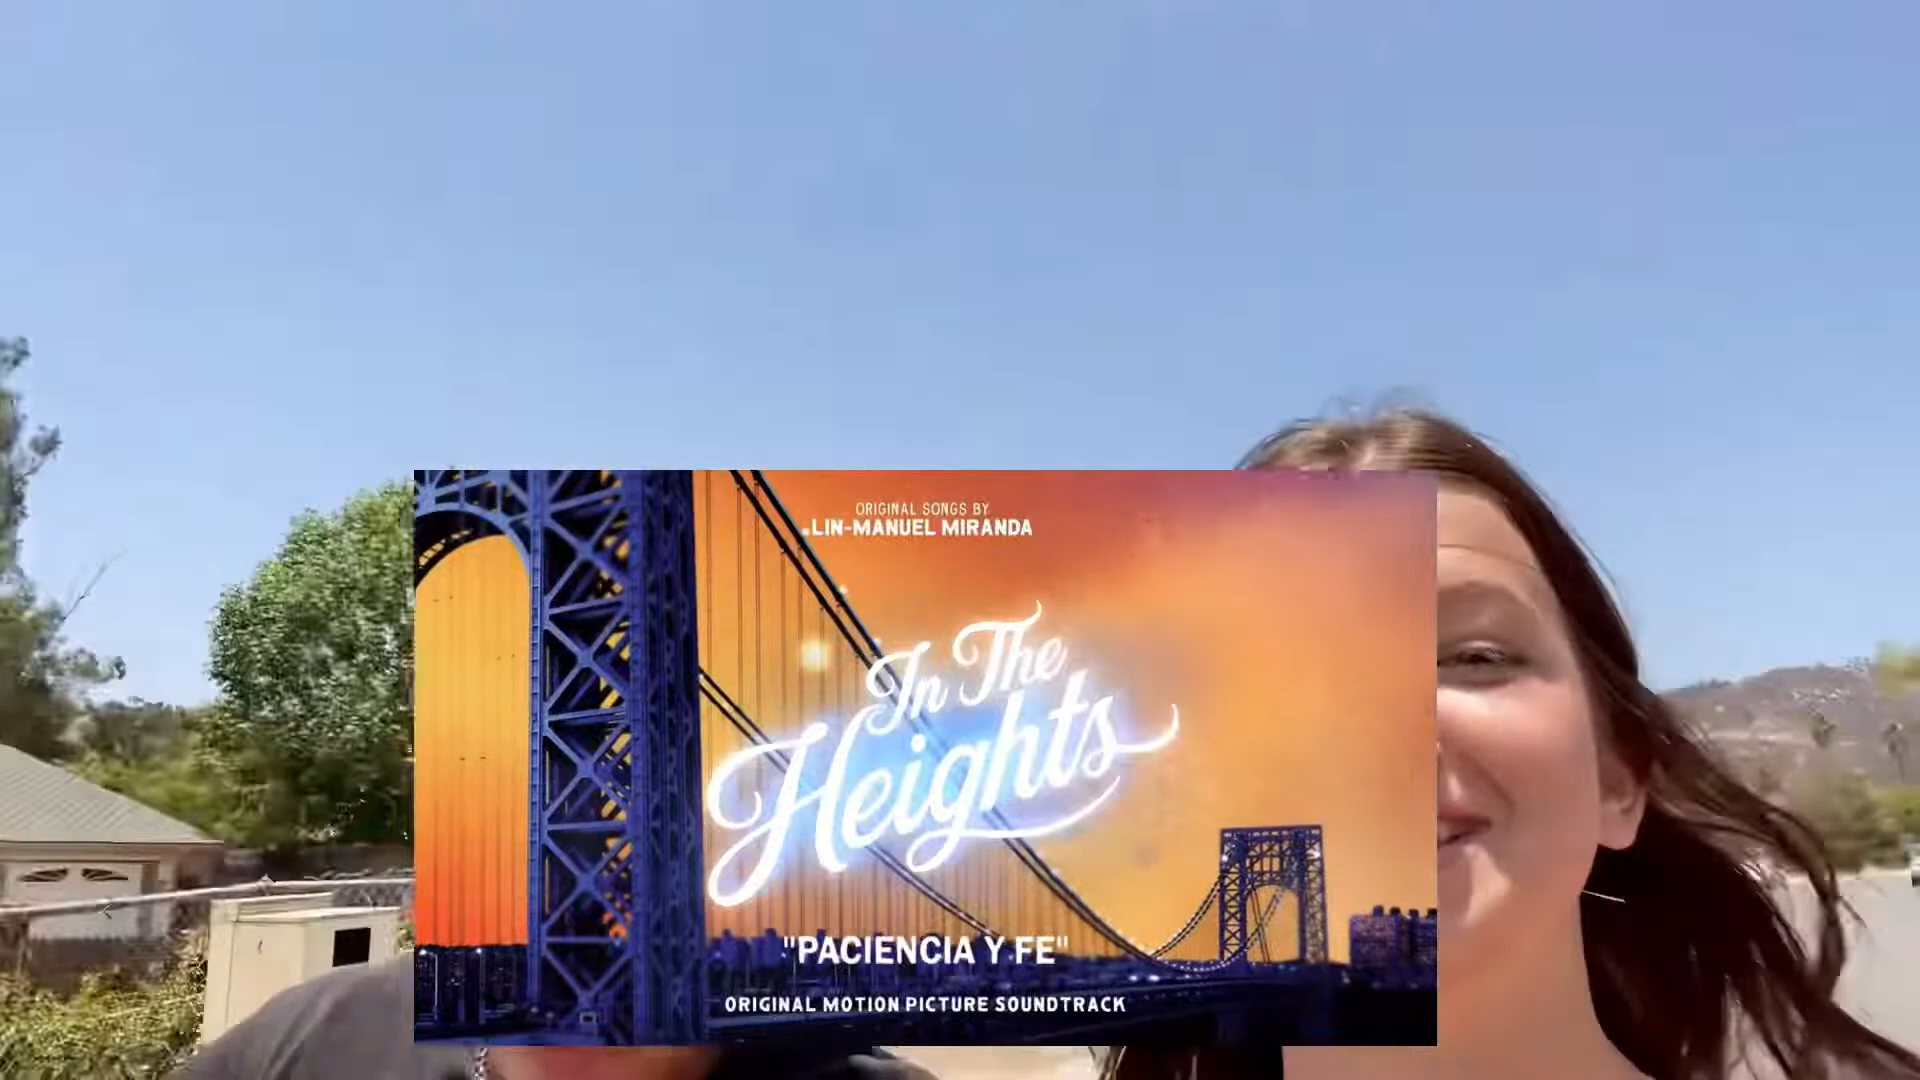 ORIGINAL SONGS BY
LIN-MANUEL MIRANDA
In The
Heights
"PACIENCIA Y FE"
ORIGINAL MOTION PICTURE SOUNDTRACK